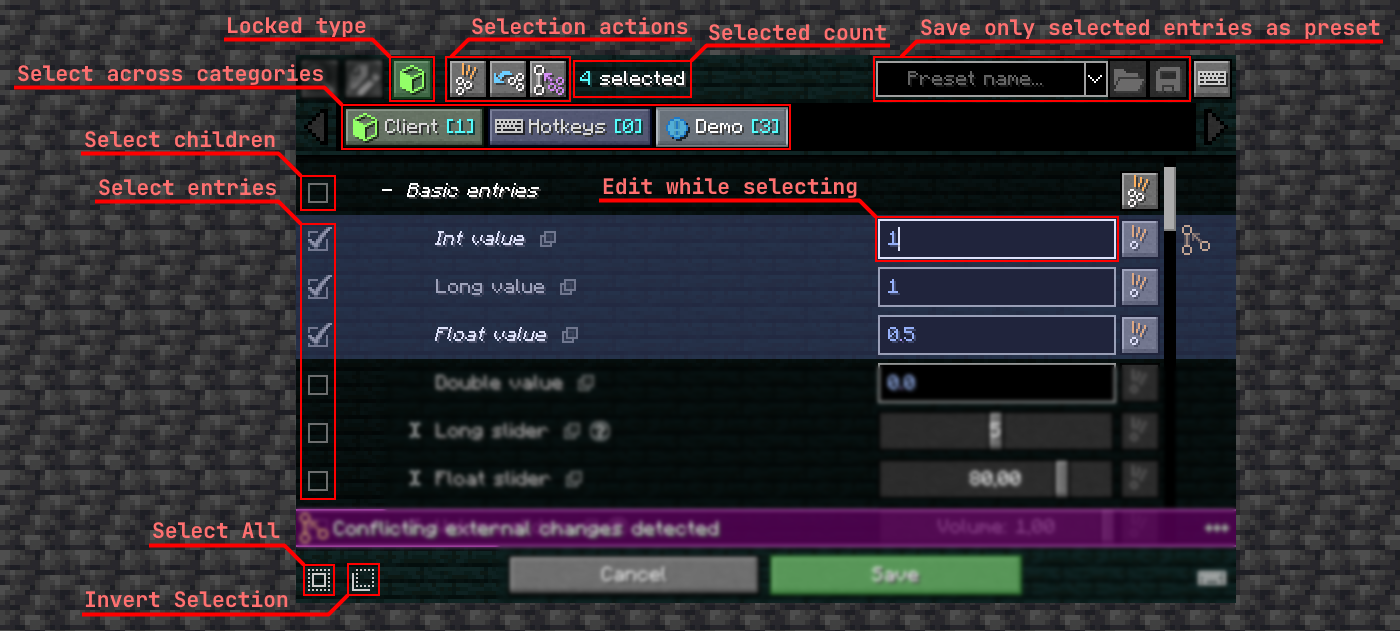 Locked type
Selection actions
Selected count
Save only selected entries as preset
Select across categories
4 selected
Preset name...
Client [1]
Hotkeys [0]
Demo [3]
Select children
Select entries
− Basic entries
Edit while selecting
Int value
1
Long value
1
Float value
0.5
Double value
0.0
Long slider
5
Float slider
80,00
Conflicting external changes detected
Volume: 1,00
Select All
Cancel
Save
Invert Selection